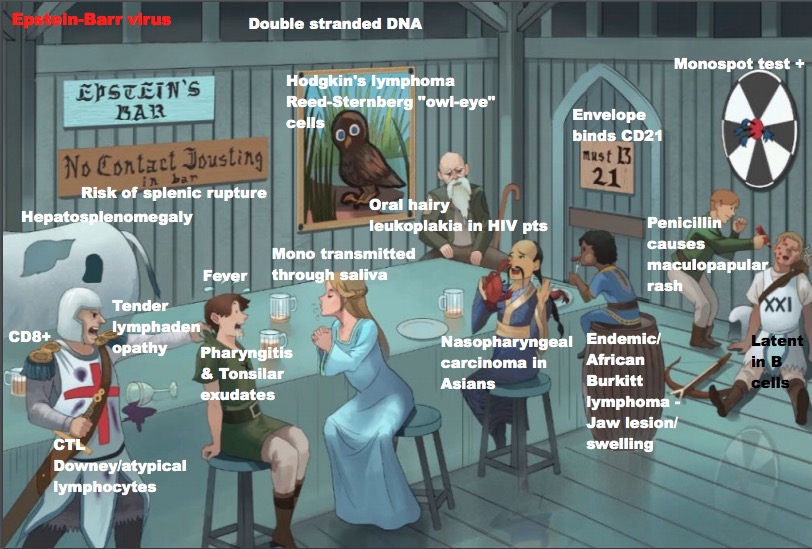 Epstein-Barr virus
Double stranded DNA
Monospot test +
EPSTEIN'S
BAR
Hodgkin's lymphoma
Reed-Sternberg "owl-eye"
cells
Envelope
binds CD21
No Contact Jousting
in bar
must B
21
Risk of splenic rupture
Hepatosplenomegaly
Oral hairy
leukoplakia in HIV pts
Penicillin
causes
maculopapular
rash
Mono transmitted
through saliva
Fever
XXI
Tender
lymphaden
opathy
CD8+
Pharyngitis
& Tonsilar
exudates
Nasopharyngeal
carcinoma in
Asians
Endemic/
African
Burkitt
lymphoma -
Jaw lesion/
swelling
Latent
in B
cells
CTL
Downey/atypical
lymphocytes